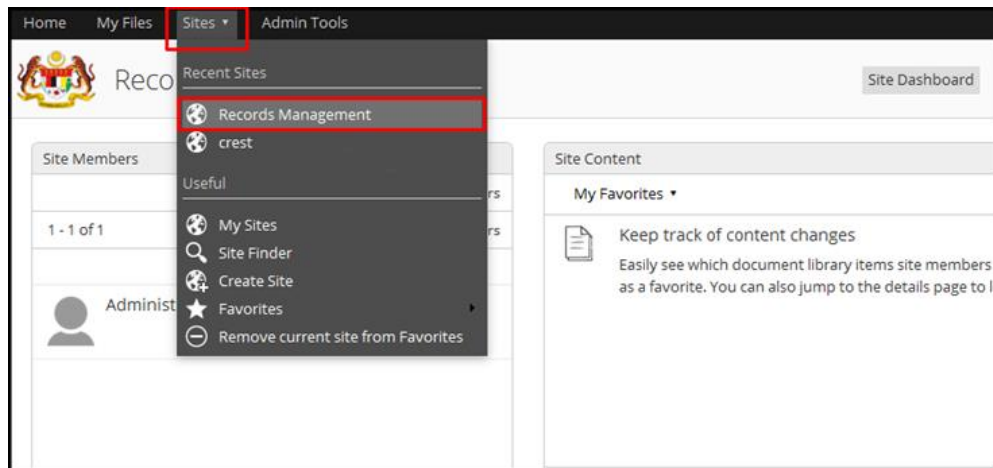 Home My Files Sites Admin Tools
Reco
Recent Sites
Site Dashboard
Records Management
crest
Site Members
Site Content
Useful
rs
My Favorites
1 - 1 of 1
My Sites
rs
Keep track of content changes
Site Finder
Easily see which document library items site members
Create Site
as a favorite. You can also jump to the details page to l
Administ
Favorites
Remove current site from Favorites